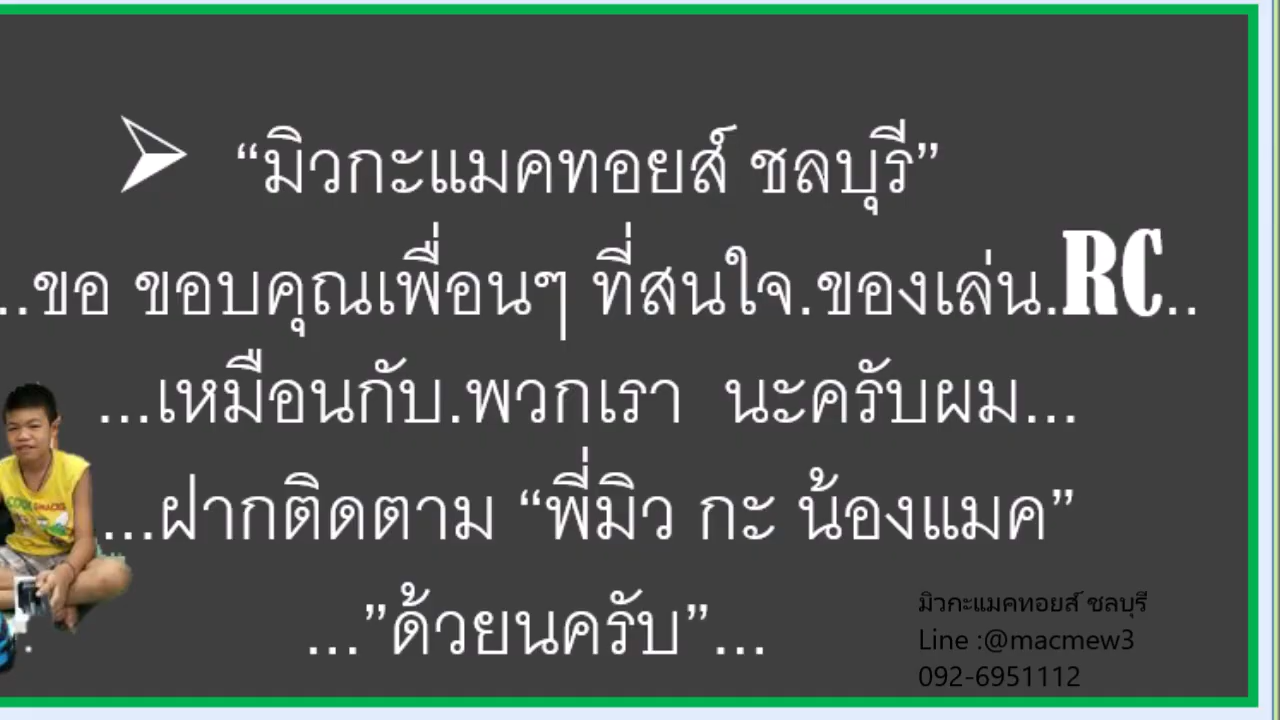 “มิวกะแมคทอยส์ ชลบุรี”
..ขอ ขอบคุณเพื่อนๆ ที่สนใจ.ของเล่น.RC..
...เหมือนกับ.พวกเรา นะครับผม...
...ฝากติดตาม “พี่มิว กะ น้องแมค”
...”ด้วยนครับ”...
มิวกะแมคทอยส์ ชลบุรี
Line :@macmew3
092-6951112